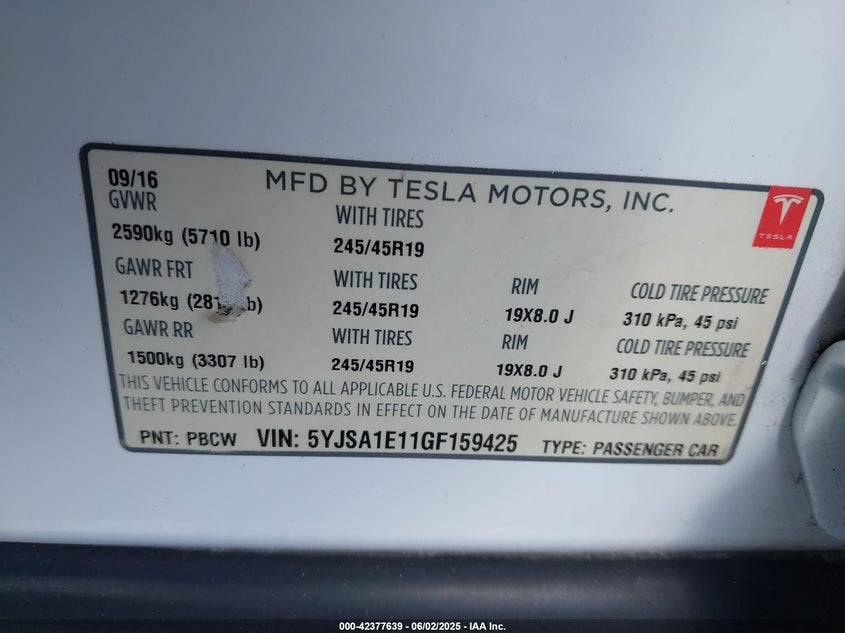 09/16 MFD BY TESLA MOTORS, INC.
GVWR WITH TIRES
2590kg (5710 lb) 245/45R19
TESLA
GAWR FRT WITH TIRES RIM COLD TIRE PRESSURE
1276kg 245/45R19 19X8.0 J 310 kPa, 45 psi
GAWR RR WITH TIRES RIM COLD TIRE PRESSURE
1500kg (3307 lb) 245/45R19 19X8.0 J 310 kPa, 45 psi
THIS VEHICLE CONFORMS TO ALL APPLICABLE U.S. FEDERAL MOTOR VEHICLE SAFETY, BUMPER, AND
THEFT PREVENTION STANDARDS IN EFFECT ON THE DATE OF MANUFACTURE SHOWN ABOVE.
PNT: PBCW VIN: 5YJSA1E11GF159425 TYPE: PASSENGER CAR
000-42377639 - 06/02/2025 - IAA Inc.